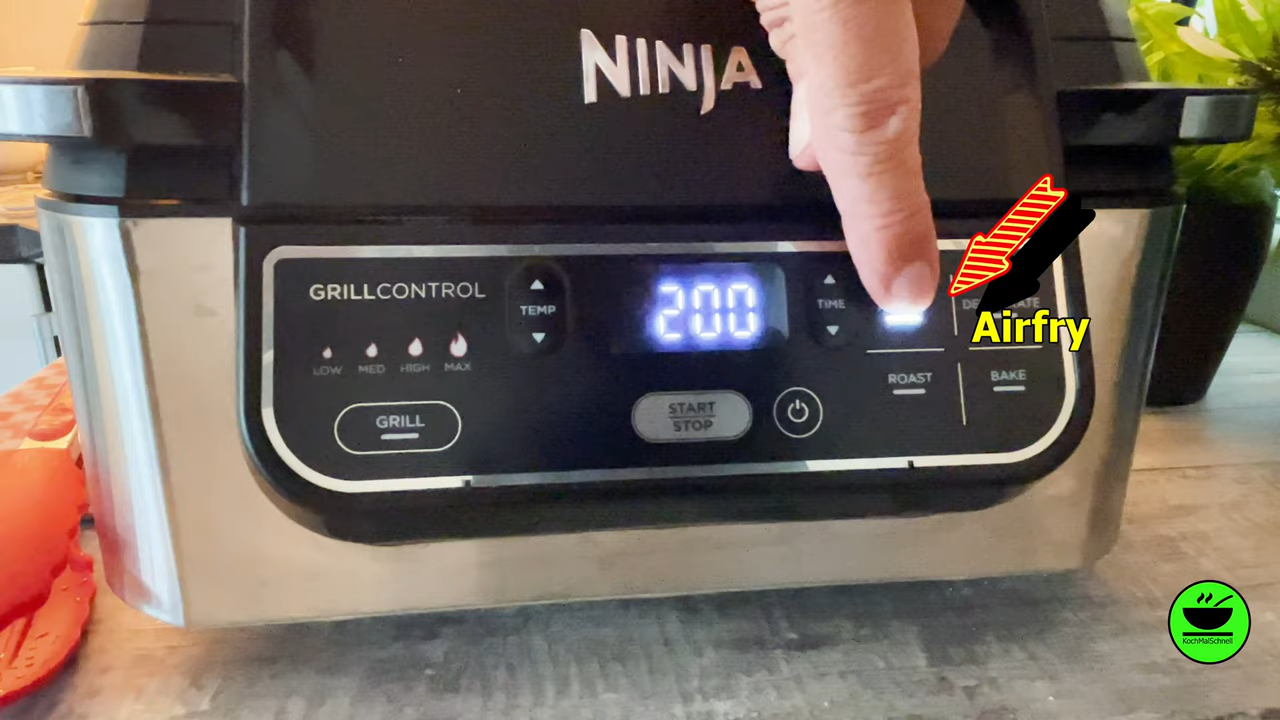 NINJA
GRILLCONTROL
TEMP
200
TIME
Airfry
LOW MED HIGH MAX
ROAST
BAKE
GRILL
START
STOP
KochMalSchnell